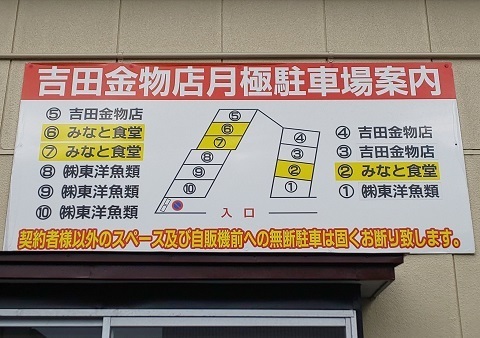 吉田金物店月極駐車場案内
⑤ 吉田金物店
⑥ みなと食堂
⑦ みなと食堂
⑧ ㈱東洋魚類
⑨ ㈱東洋魚類
⑩ ㈱東洋魚類
⑤
⑥
⑦
⑧
⑨
⑩
④
③
②
①
入口
④ 吉田金物店
③ 吉田金物店
② みなと食堂
① ㈱東洋魚類
契約者様以外のスペース及び自販機前への無断駐車は固くお断り致します。